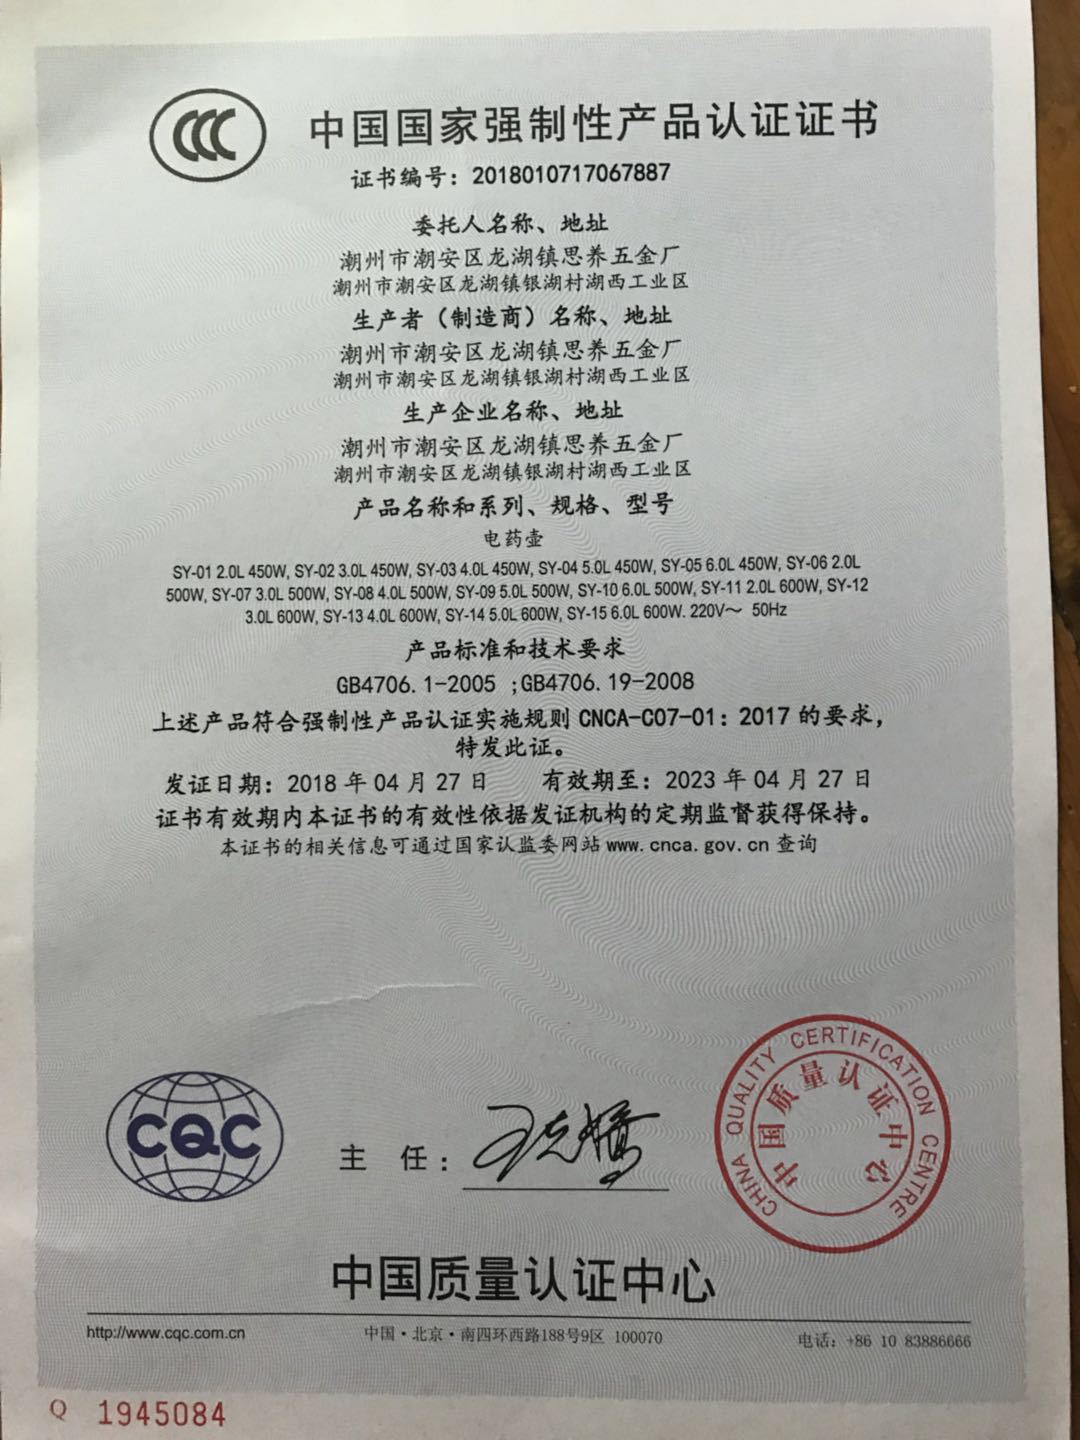 CCC
中国国家强制性产品认证证书
证书编号：2018010717067887
委托人名称、地址
潮州市潮安区龙湖镇思养五金厂
潮州市潮安区龙湖镇银湖村湖西工业区
生产者（制造商）名称、地址
潮州市潮安区龙湖镇思养五金厂
潮州市潮安区龙湖镇银湖村湖西工业区
生产企业名称、地址
潮州市潮安区龙湖镇思养五金厂
潮州市潮安区龙湖镇银湖村湖西工业区
产品名称和系列、规格、型号
电药壶
SY-01 2.0L 450W, SY-02 3.0L 450W, SY-03 4.0L 450W, SY-04 5.0L 450W, SY-05 6.0L 450W, SY-06 2.0L
500W, SY-07 3.0L 500W, SY-08 4.0L 500W, SY-09 5.0L 500W, SY-10 6.0L 500W, SY-11 2.0L 600W, SY-12
3.0L 600W, SY-13 4.0L 600W, SY-14 5.0L 600W, SY-15 6.0L 600W. 220V～ 50Hz
产品标准和技术要求
GB4706.1-2005 ;GB4706.19-2008
上述产品符合强制性产品认证实施规则 CNCA-C07-01：2017 的要求，
特发此证。
发证日期：2018 年 04 月 27 日 有效期至：2023 年 04 月 27 日
证书有效期内本证书的有效性依据发证机构的定期监督获得保持。
本证书的相关信息可通过国家认监委网站 www.cnca.gov.cn 查询
CQC
主 任：
CHINA QUALITY CERTIFICATION CENTRE
中国质量认证中心
中国质量认证中心
http://www.cqc.com.cn
中国·北京·南四环西路188号9区 100070
电话：+86 10 83886666
Q 1945084